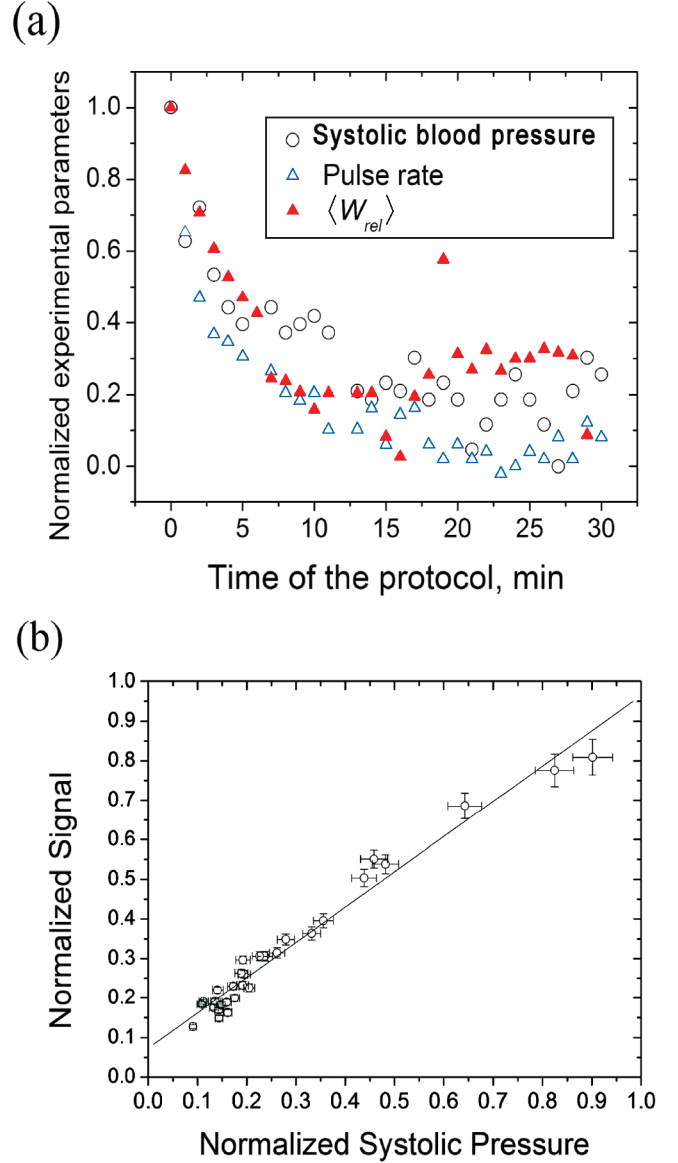 (a)
Normalized experimental parameters
1.0
0.8
0.6
0.4
0.2
0.0
Systolic blood pressure
Pulse rate
⟨W_rel⟩
0 5 10 15 20 25 30
Time of the protocol, min
(b)
Normalized Signal
1.0
0.9
0.8
0.7
0.6
0.5
0.4
0.3
0.2
0.1
0.0
0.0 0.1 0.2 0.3 0.4 0.5 0.6 0.7 0.8 0.9 1.0
Normalized Systolic Pressure